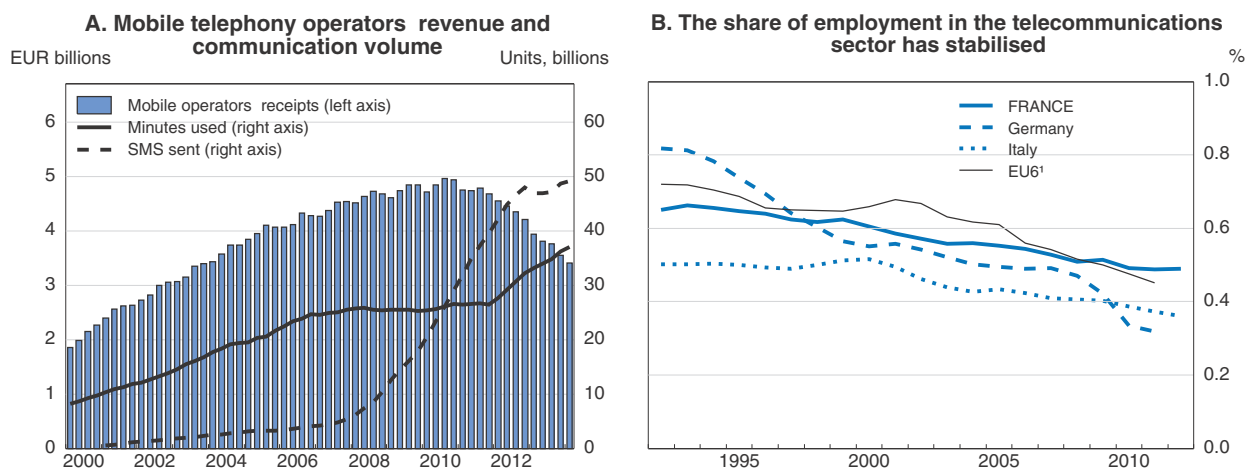 A. Mobile telephony operators revenue and
communication volume
EUR billions
Units, billions
Mobile operators receipts (left axis)
Minutes used (right axis)
SMS sent (right axis)
6
5
4
3
2
1
0
60
50
40
30
20
10
0
2000 2002 2004 2006 2008 2010 2012
B. The share of employment in the telecommunications
sector has stabilised
%
FRANCE
Germany
Italy
EU6¹
1.0
0.8
0.6
0.4
0.2
0.0
1995 2000 2005 2010